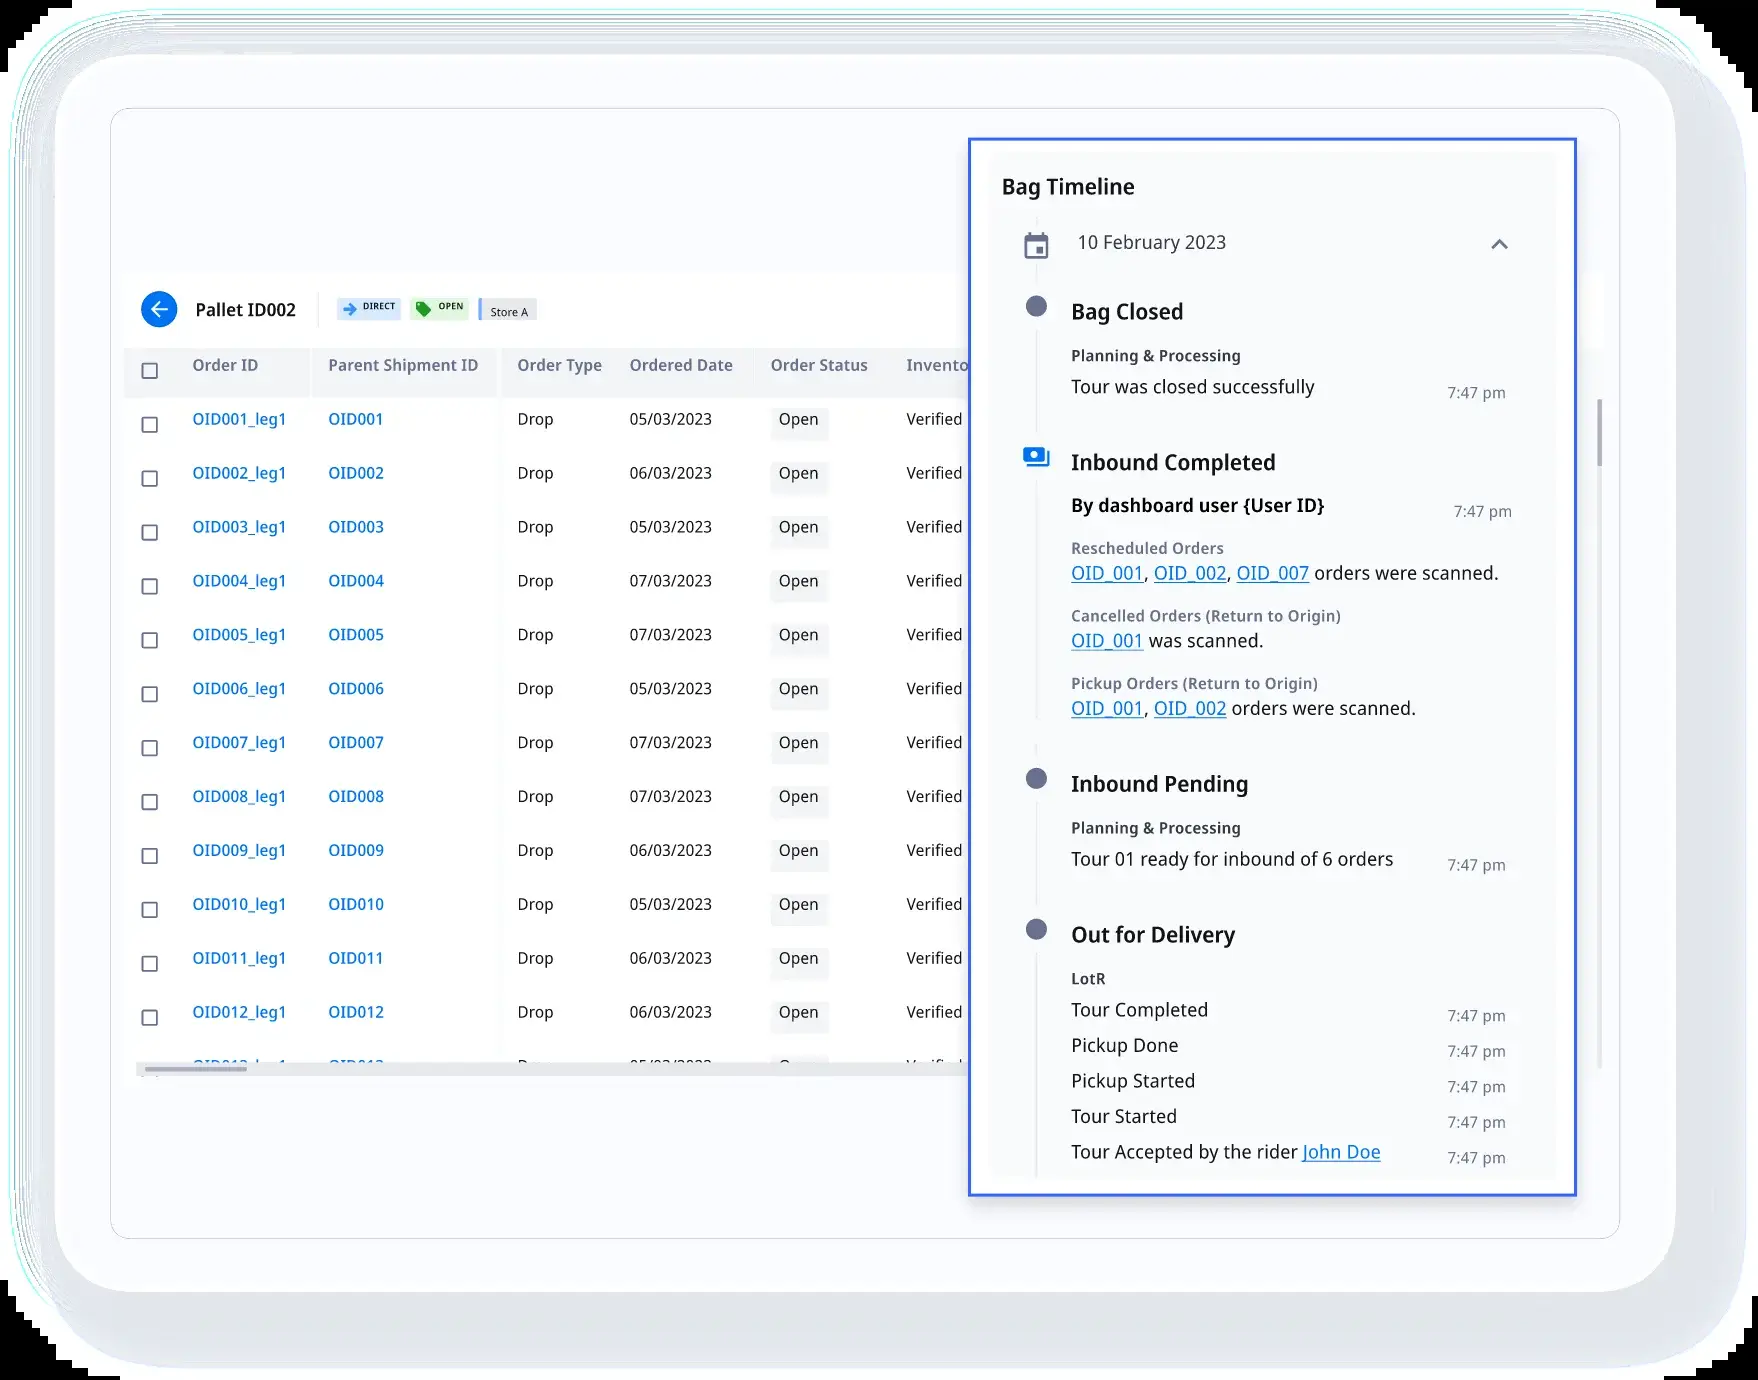 Pallet ID002 DIRECT OPEN Store A
Order ID Parent Shipment ID Order Type Ordered Date Order Status
OID001_leg1 OID001 Drop 05/03/2023 Open Verified
OID002_leg1 OID002 Drop 06/03/2023 Open Verified
OID003_leg1 OID003 Drop 05/03/2023 Open Verified
OID004_leg1 OID004 Drop 07/03/2023 Open Verified
OID005_leg1 OID005 Drop 07/03/2023 Open Verified
OID006_leg1 OID006 Drop 05/03/2023 Open Verified
OID007_leg1 OID007 Drop 07/03/2023 Open Verified
OID008_leg1 OID008 Drop 07/03/2023 Open Verified
OID009_leg1 OID009 Drop 06/03/2023 Open Verified
OID010_leg1 OID010 Drop 05/03/2023 Open Verified
OID011_leg1 OID011 Drop 06/03/2023 Open Verified
OID012_leg1 OID012 Drop 06/03/2023 Open Verified
Bag Timeline
10 February 2023
Bag Closed
Planning & Processing
Tour was closed successfully 7:47 pm
Inbound Completed
By dashboard user {User ID} 7:47 pm
Rescheduled Orders
OID_001, OID_002, OID_007 orders were scanned.
Cancelled Orders (Return to Origin)
OID_001 was scanned.
Pickup Orders (Return to Origin)
OID_001, OID_002 orders were scanned.
Inbound Pending
Planning & Processing
Tour 01 ready for inbound of 6 orders 7:47 pm
Out for Delivery
LotR
Tour Completed 7:47 pm
Pickup Done 7:47 pm
Pickup Started 7:47 pm
Tour Started 7:47 pm
Tour Accepted by the rider John Doe 7:47 pm